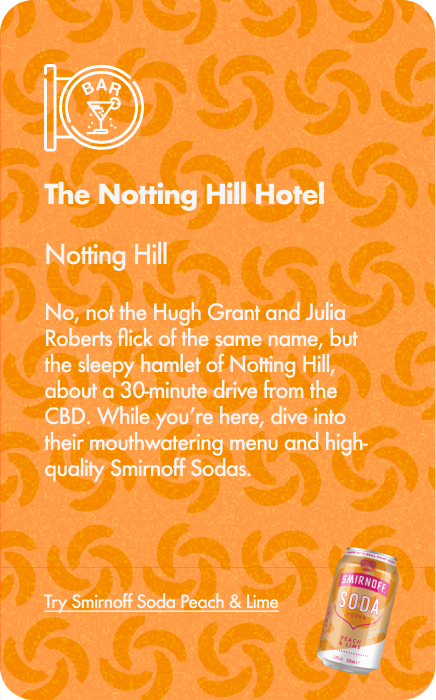 BAR
The Notting Hill Hotel
Notting Hill
No, not the Hugh Grant and Julia
Roberts flick of the same name, but
the sleepy hamlet of Notting Hill,
about a 30-minute drive from the
CBD. While you’re here, dive into
their mouthwatering menu and high-
quality Smirnoff Sodas.
Try Smirnoff Soda Peach & Lime
SMIRNOFF
SODA
VODKA
PEACH
& LIME